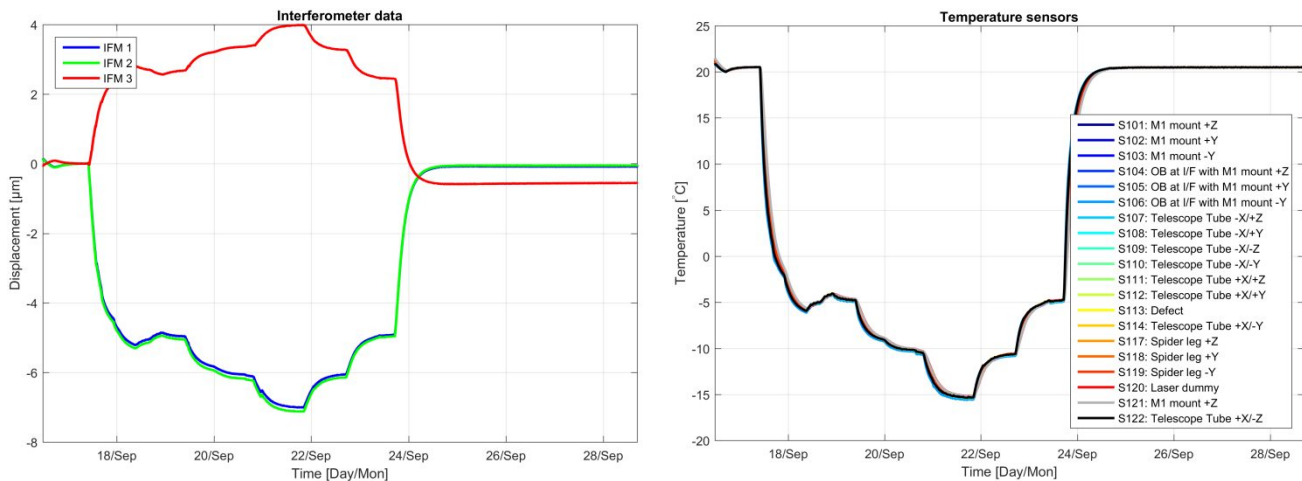 Interferometer data
IFM 1
IFM 2
IFM 3
4
2
0
-2
-4
-6
-8
Displacement [µm]
18/Sep
20/Sep
22/Sep
24/Sep
26/Sep
28/Sep
Time [Day/Mon]
Temperature sensors
25
20
15
10
5
0
-5
-10
-15
-20
Temperature [°C]
18/Sep
20/Sep
22/Sep
24/Sep
26/Sep
28/Sep
Time [Day/Mon]
S101: M1 mount +Z
S102: M1 mount +Y
S103: M1 mount -Y
S104: OB at I/F with M1 mount +Z
S105: OB at I/F with M1 mount +Y
S106: OB at I/F with M1 mount -Y
S107: Telescope Tube -X/+Z
S108: Telescope Tube -X/+Y
S109: Telescope Tube -X/-Z
S110: Telescope Tube -X/-Y
S111: Telescope Tube +X/+Z
S112: Telescope Tube +X/+Y
S113: Defect
S114: Telescope Tube +X/-Y
S117: Spider leg +Z
S118: Spider leg +Y
S119: Spider leg -Y
S120: Laser dummy
S121: M1 mount +Z
S122: Telescope Tube +X/-Z